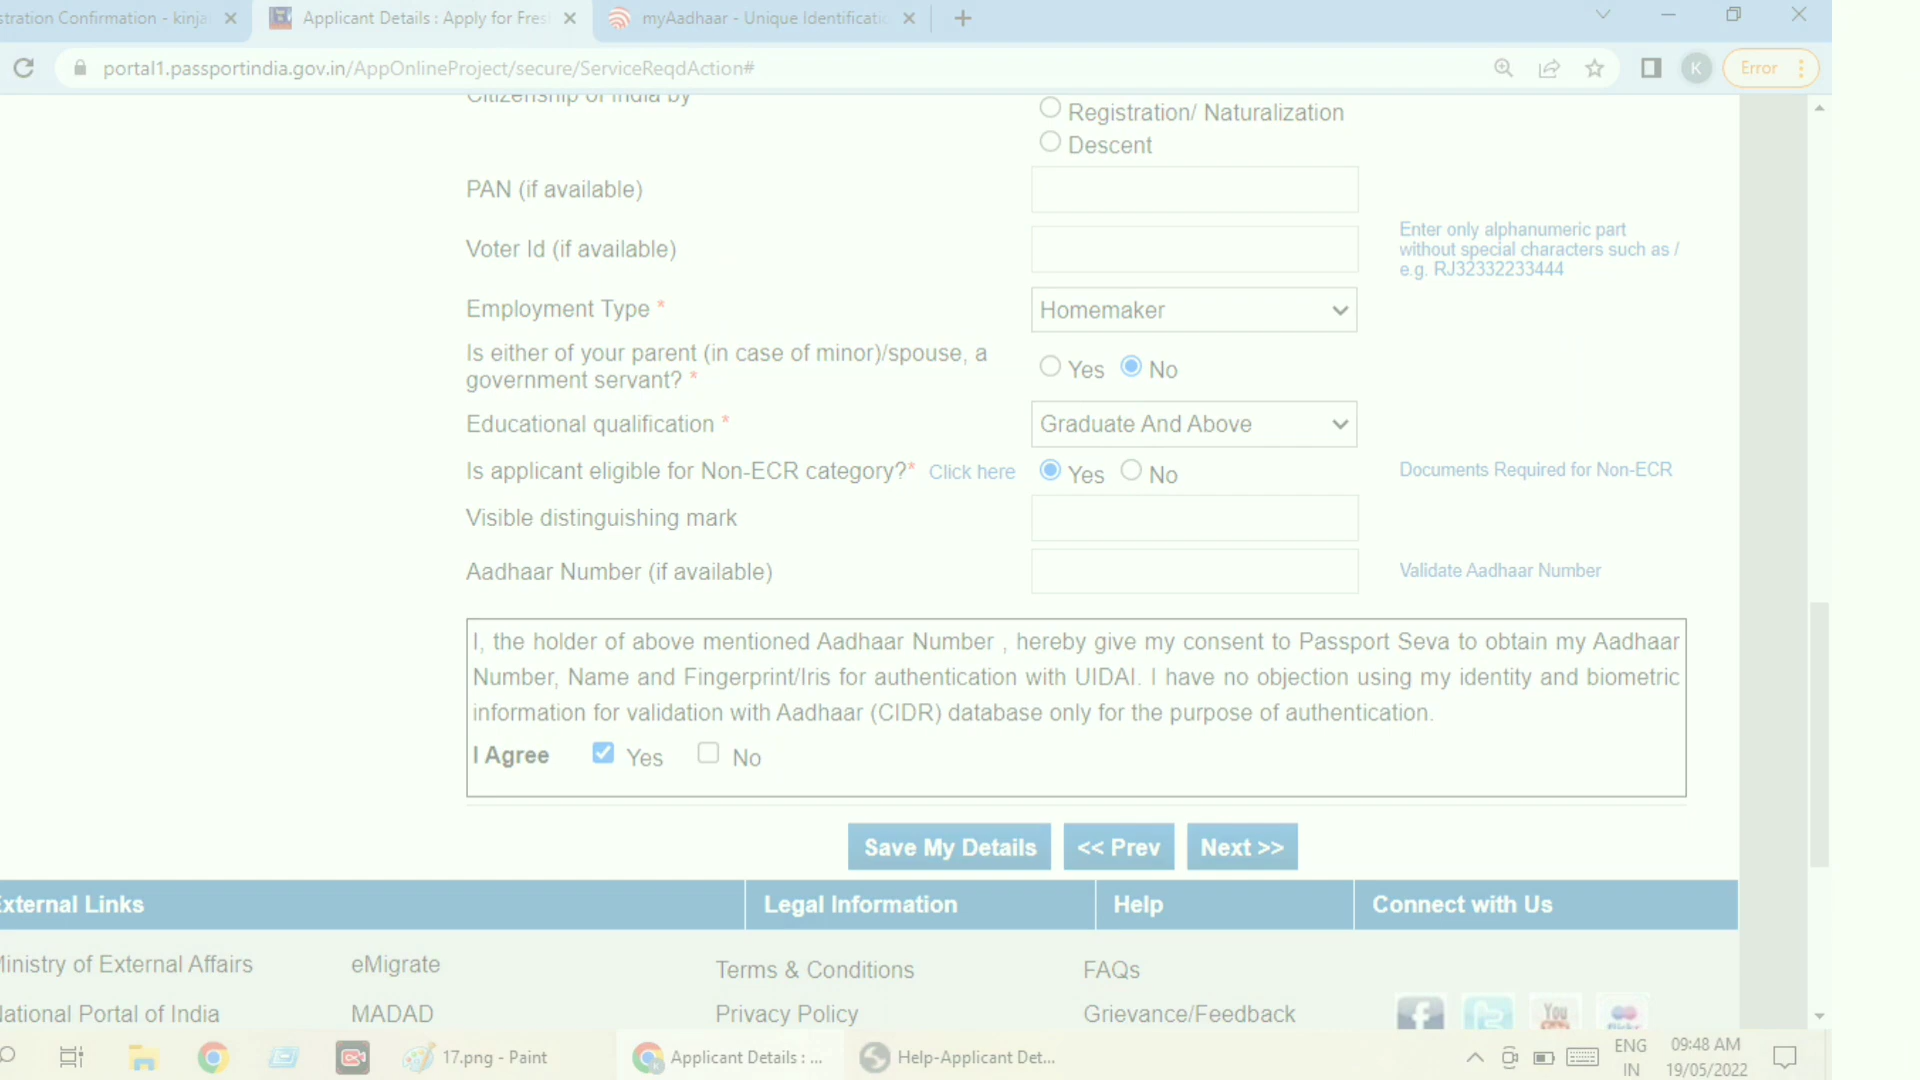 stration Confirmation - kinja
Applicant Details : Apply for Fres
myAadhaar - Unique Identificatic
portal1.passportindia.gov.in/AppOnlineProject/secure/ServiceReqdAction#
K
Error
Citizenship of India by
Registration/ Naturalization
Descent
PAN (if available)
Voter Id (if available)
Enter only alphanumeric part
without special characters such as /
e.g. RJ32332233444
Employment Type *
Homemaker
Is either of your parent (in case of minor)/spouse, a
government servant? *
Yes No
Educational qualification *
Graduate And Above
Is applicant eligible for Non-ECR category?* Click here
Yes No
Documents Required for Non-ECR
Visible distinguishing mark
Aadhaar Number (if available)
Validate Aadhaar Number
I, the holder of above mentioned Aadhaar Number , hereby give my consent to Passport Seva to obtain my Aadhaar
Number, Name and Fingerprint/Iris for authentication with UIDAI. I have no objection using my identity and biometric
information for validation with Aadhaar (CIDR) database only for the purpose of authentication.
I Agree Yes No
Save My Details << Prev Next >>
External Links Legal Information Help Connect with Us
Ministry of External Affairs eMigrate Terms & Conditions FAQs
National Portal of India MADAD Privacy Policy Grievance/Feedback
You
17.png - Paint
Applicant Details : ...
Help-Applicant Det...
ENG
IN
09:48 AM
19/05/2022